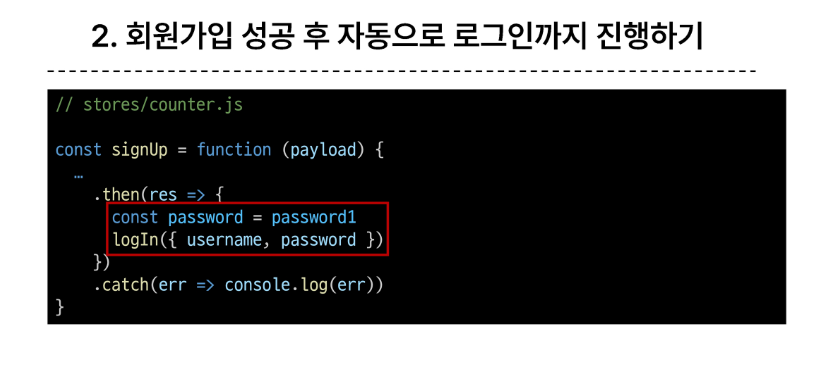 2. 회원가입 성공 후 자동으로 로그인까지 진행하기
// stores/counter.js
const signUp = function (payload) {
…
.then(res => {
const password = password1
logIn({ username, password })
})
.catch(err => console.log(err))
}